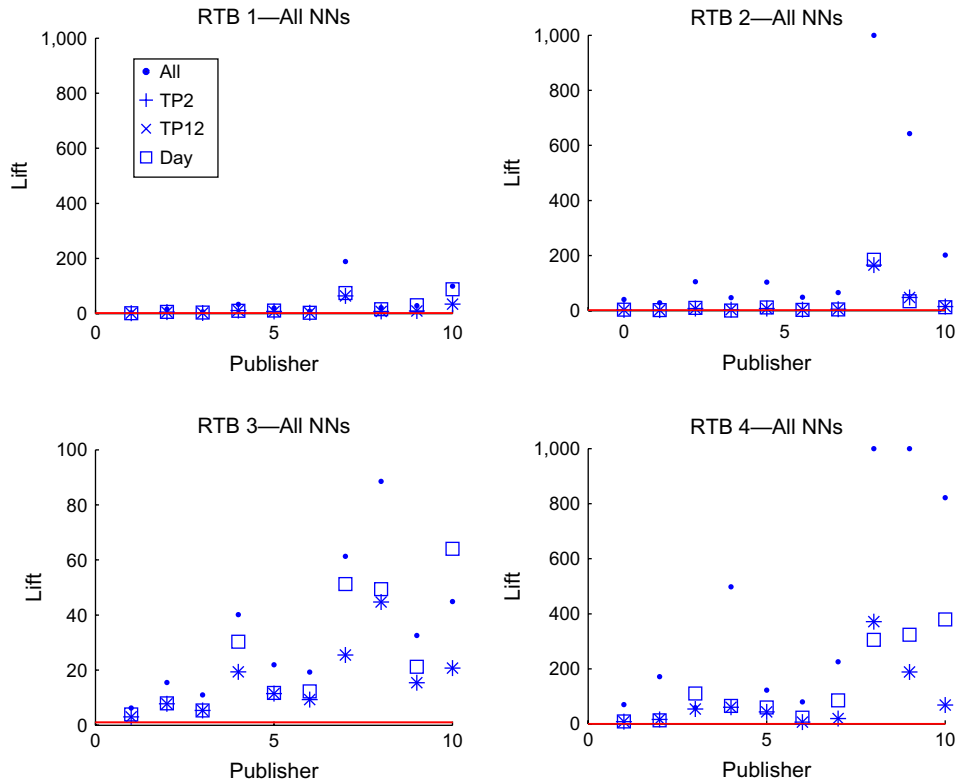 RTB 1—All NNs
1,000
800
600
400
200
0
0 5 10
Lift
Publisher
All
TP2
TP12
Day
RTB 2—All NNs
1,000
800
600
400
200
0
0 5 10
Lift
Publisher
RTB 3—All NNs
100
80
60
40
20
0
0 5 10
Lift
Publisher
RTB 4—All NNs
1,000
800
600
400
200
0
0 5 10
Lift
Publisher